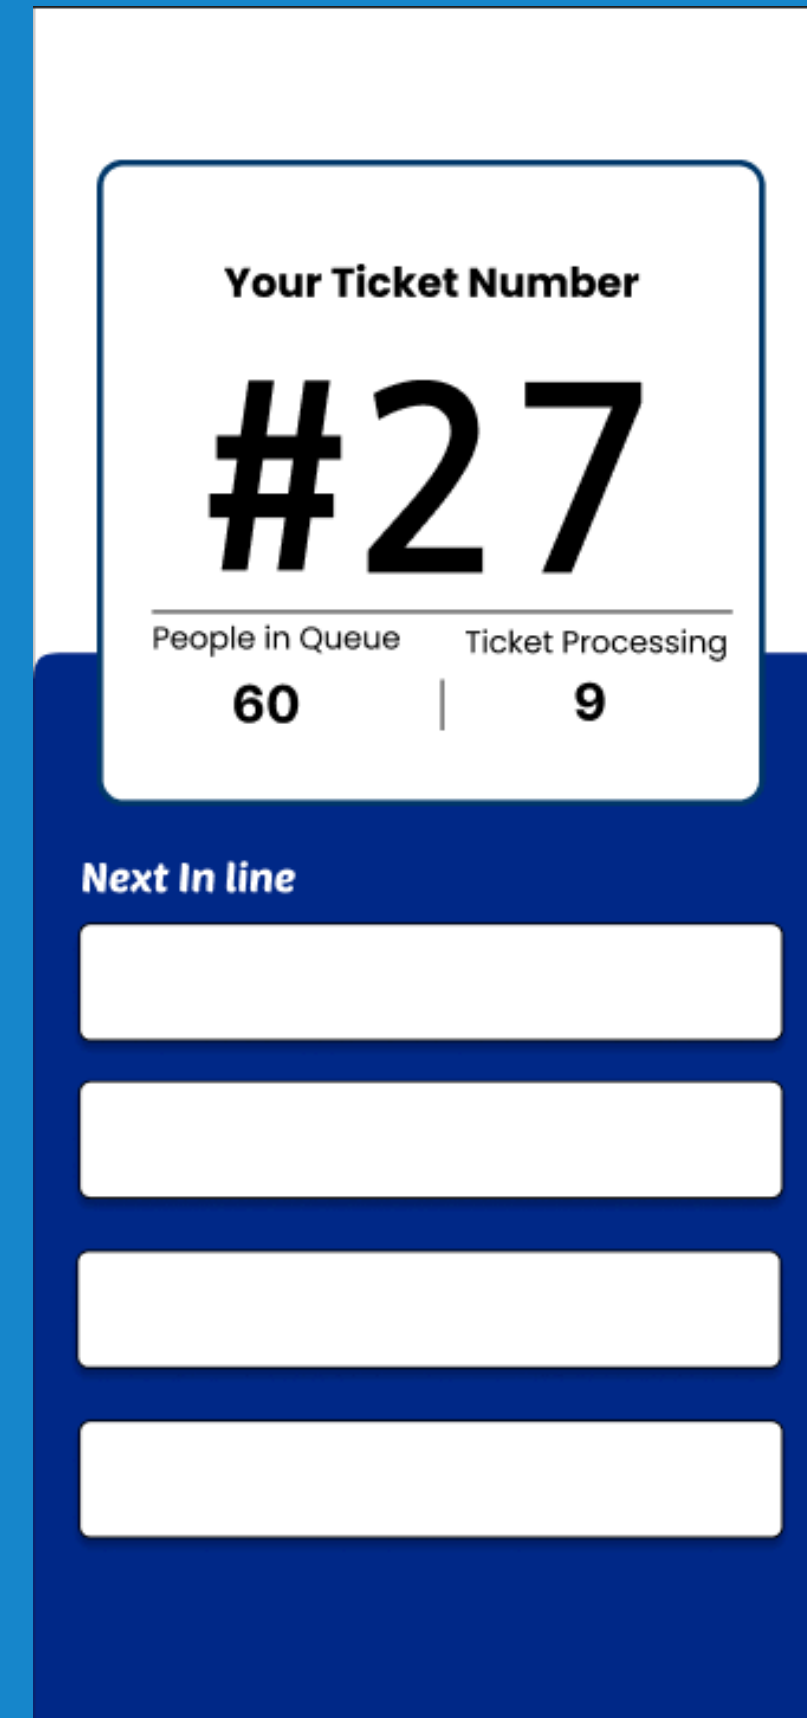 Your Ticket Number
#27
People in Queue Ticket Processing
60 | 9
Next In line